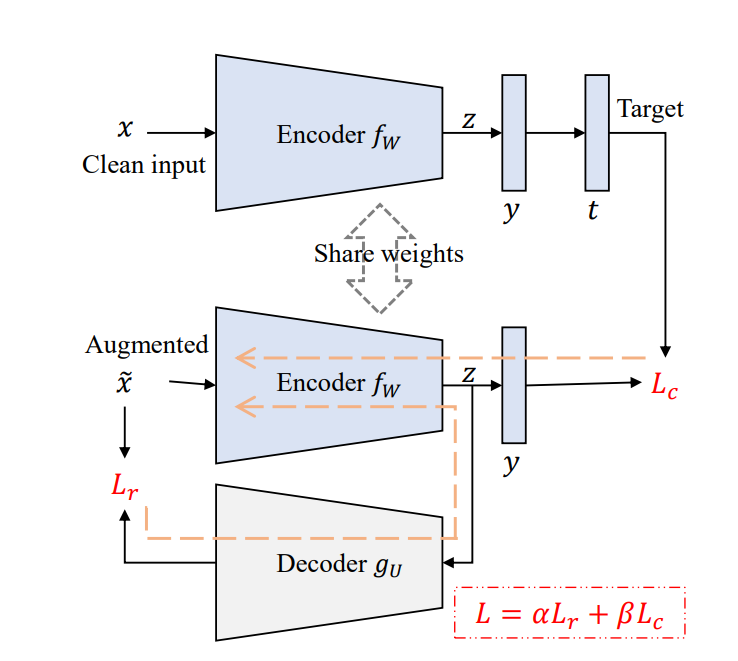 x
Clean input
Encoder f_W
z
y
t
Target
Share weights
Augmented
x̃
Encoder f_W
z
y
L_c
L_r
Decoder g_U
L = αL_r + βL_c